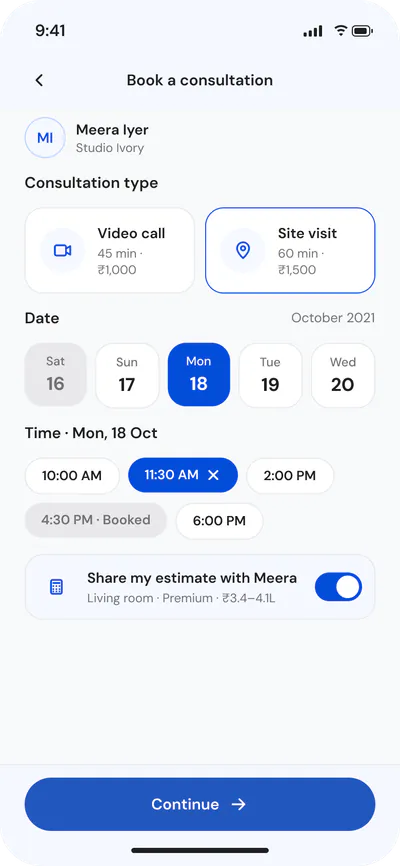 9:41
Book a consultation
MI
Meera Iyer
Studio Ivory
Consultation type
Video call
45 min ·
₹1,000
Site visit
60 min ·
₹1,500
Date
October 2021
Sat
16
Sun
17
Mon
18
Tue
19
Wed
20
Time · Mon, 18 Oct
10:00 AM
11:30 AM
2:00 PM
4:30 PM · Booked
6:00 PM
Share my estimate with Meera
Living room · Premium · ₹3.4–4.1L
Continue